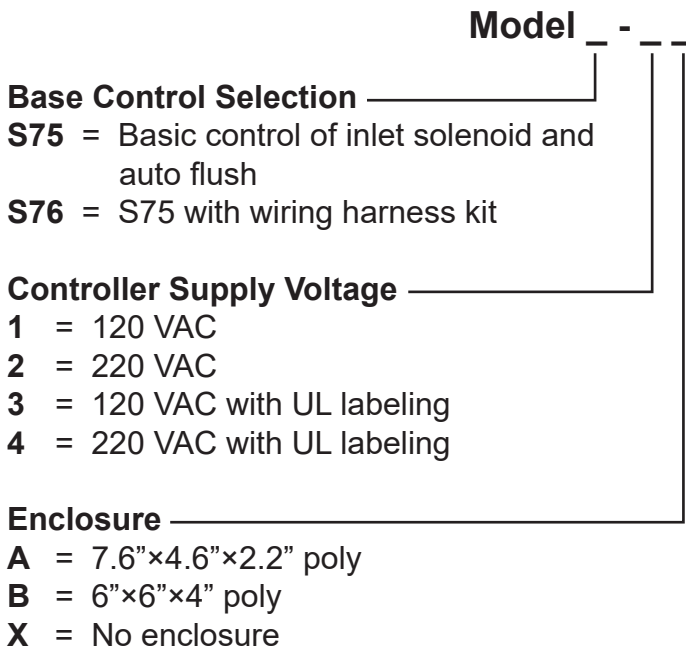 Model _ - _ _
Base Control Selection
S75 = Basic control of inlet solenoid and
auto flush
S76 = S75 with wiring harness kit
Controller Supply Voltage
1 = 120 VAC
2 = 220 VAC
3 = 120 VAC with UL labeling
4 = 220 VAC with UL labeling
Enclosure
A = 7.6”×4.6”×2.2” poly
B = 6”×6”×4” poly
X = No enclosure